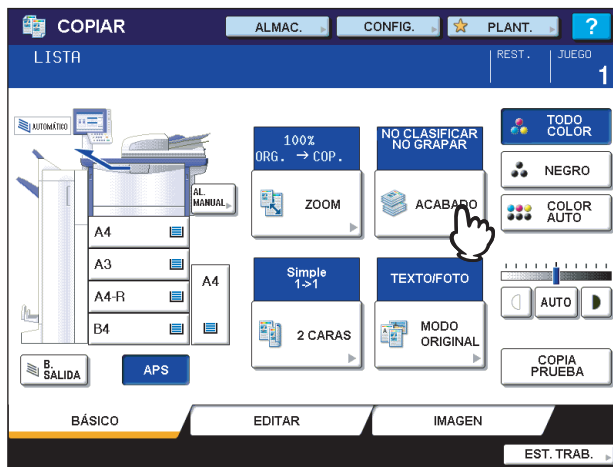 COPIAR
ALMAC.
CONFIG.
PLANT.
?
LISTA
REST.
JUEGO
1
AUTOMÁTICO
AL.
MANUAL
A4
A3
A4-R
B4
A4
B.
SALIDA
APS
100%
ORG. → COP.
ZOOM
NO CLASIFICAR
NO GRAPAR
ACABADO
Simple
1->1
2 CARAS
TEXTO/FOTO
MODO
ORIGINAL
TODO
COLOR
NEGRO
COLOR
AUTO
AUTO
COPIA
PRUEBA
BÁSICO
EDITAR
IMAGEN
EST. TRAB.